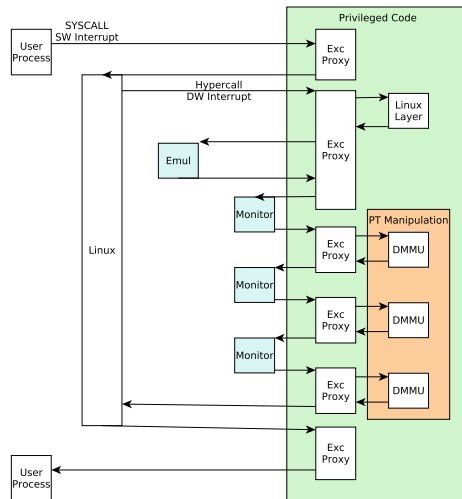 Privileged Code
SYSCALL
SW Interrupt
User
Process
Exc
Proxy
Hypercall
DW Interrupt
Linux
Layer
Exc
Proxy
Emul
Monitor
PT Manipulation
Linux
Exc
Proxy
DMMU
Monitor
Exc
Proxy
DMMU
Monitor
Exc
Proxy
DMMU
Exc
Proxy
User
Process